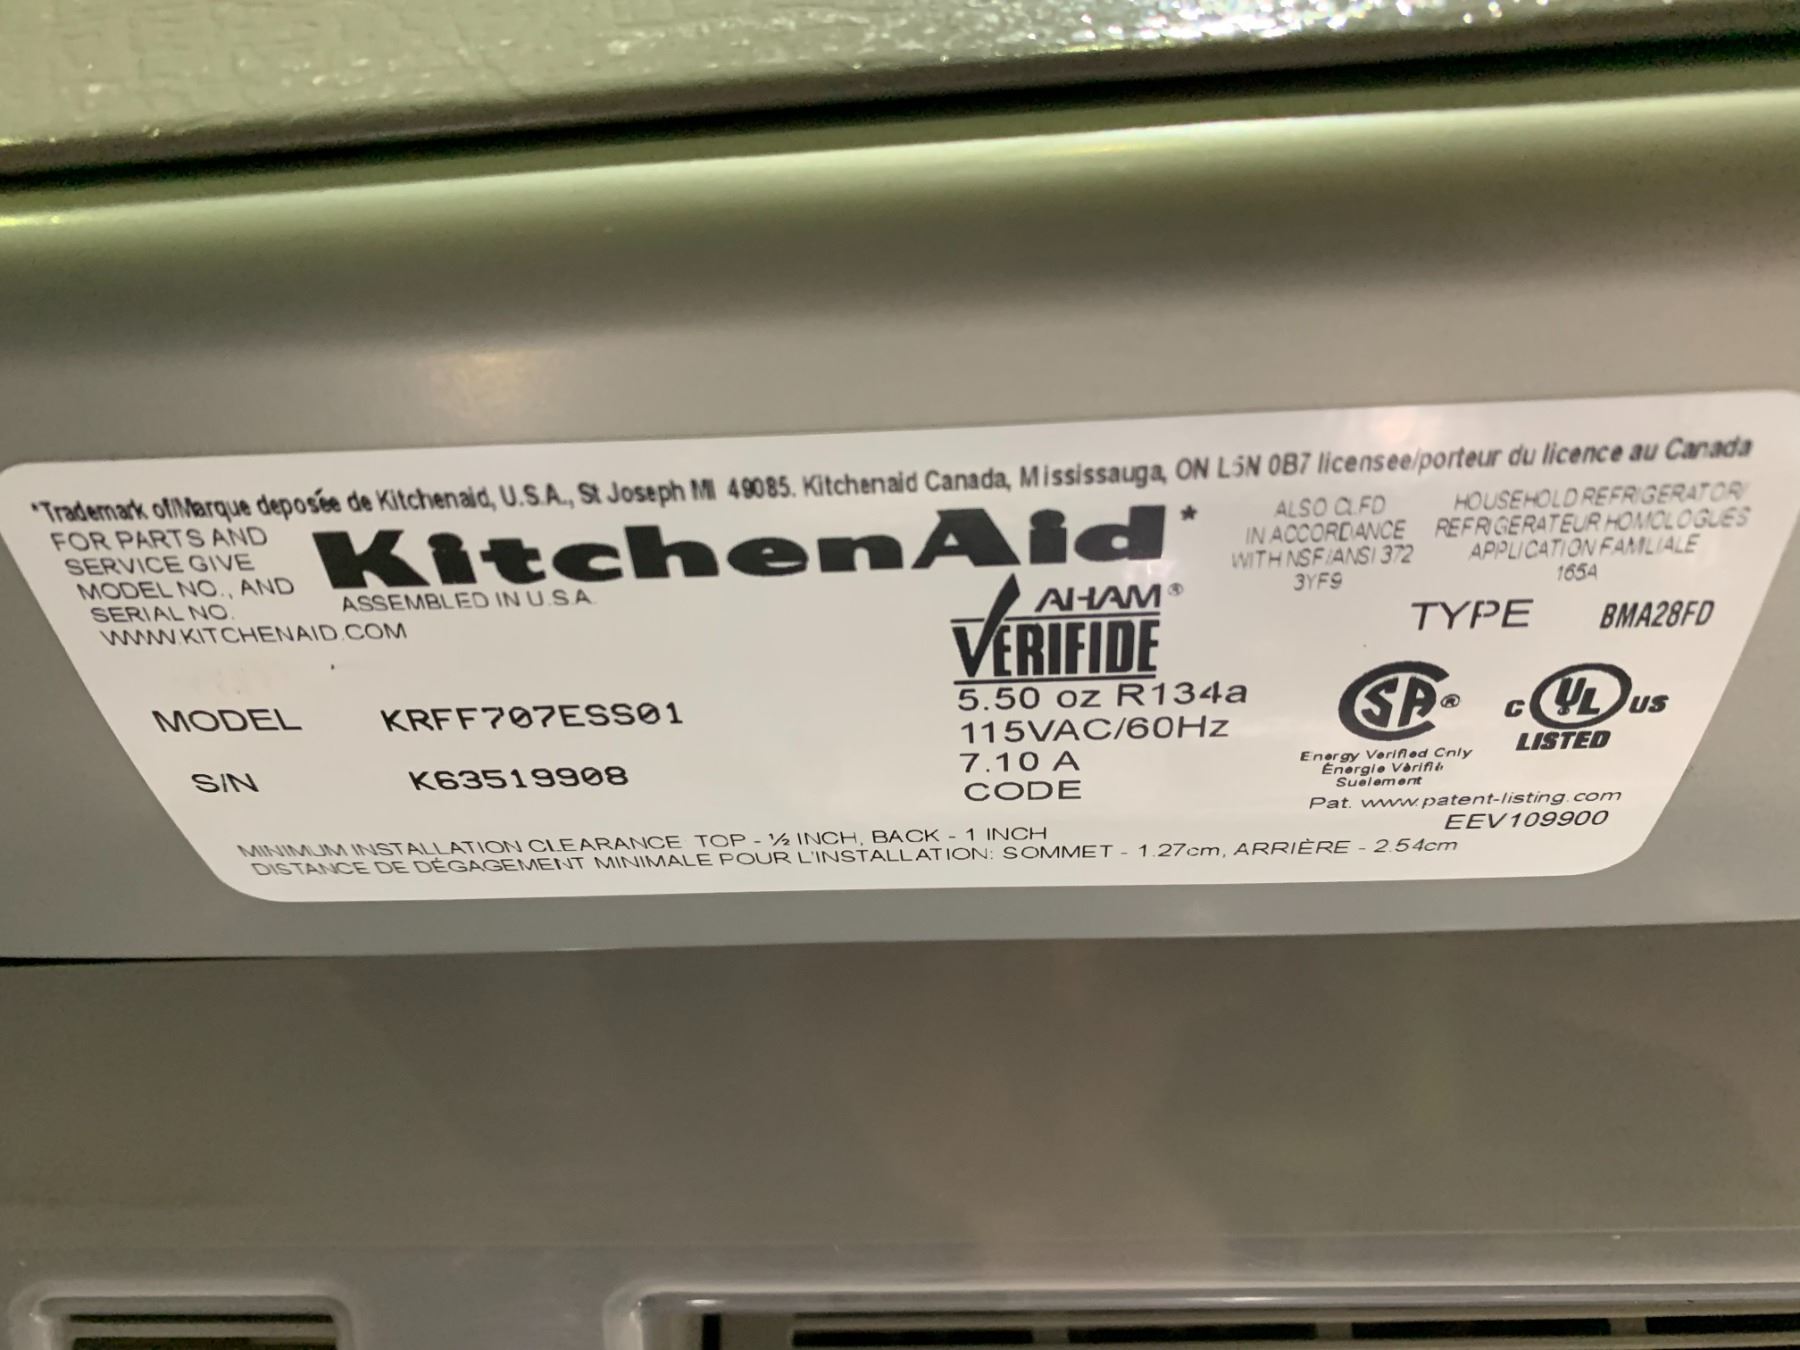 *Trademark of/Marque deposée de Kitchenaid, U.S.A., St Joseph MI 49085. Kitchenaid Canada, Mississauga, ON L5N 0B7 licensee/porteur du licence au Canada
FOR PARTS AND
SERVICE GIVE
MODEL NO., AND
SERIAL NO.
WWW.KITCHENAID.COM
KitchenAid*
ASSEMBLED IN U.S.A.
AHAM®
VERIFIDE
ALSO CLFD
IN ACCORDANCE
WITH NSF/ANSI 372
3YF9
HOUSEHOLD REFRIGERATOR/
REFRIGERATEUR HOMOLOGUES
APPLICATION FAMILIALE
165A
TYPE BMA28FD
MODEL KRFF707ESS01
S/N K63519908
5.50 oz R134a
115VAC/60Hz
7.10 A
CODE
SA®
Energy Verified Only
Énergie Vérifié
Suelement
C UL US
LISTED
Pat. www.patent-listing.com
EEV109900
MINIMUM INSTALLATION CLEARANCE TOP - ½ INCH, BACK - 1 INCH
DISTANCE DE DÉGAGEMENT MINIMALE POUR L'INSTALLATION: SOMMET - 1.27cm, ARRIÈRE - 2.54cm